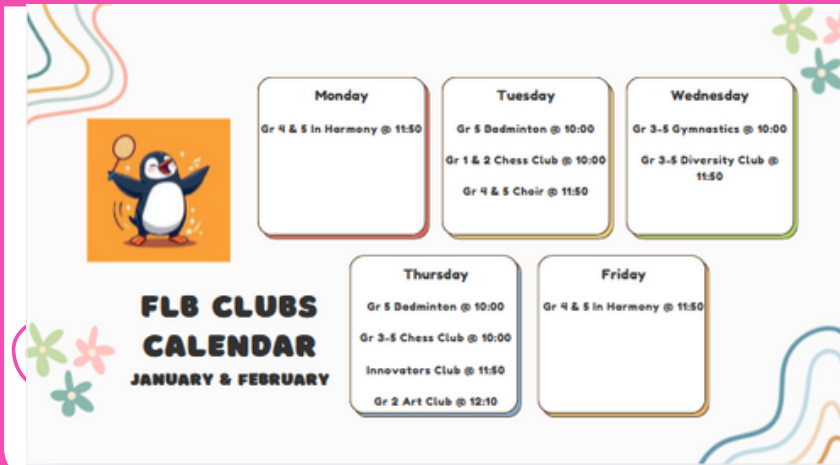 Monday
Gr 4 & 5 In Harmony @ 11:50
Tuesday
Gr 5 Badminton @ 10:00
Gr 1 & 2 Chess Club @ 10:00
Gr 4 & 5 Choir @ 11:50
Wednesday
Gr 3-5 Gymnastics @ 10:00
Gr 3-5 Diversity Club @
11:50
FLB CLUBS
CALENDAR
JANUARY & FEBRUARY
Thursday
Gr 5 Badminton @ 10:00
Gr 3-5 Chess Club @ 10:00
Innovators Club @ 11:50
Gr 2 Art Club @ 12:10
Friday
Gr 4 & 5 In Harmony @ 11:50